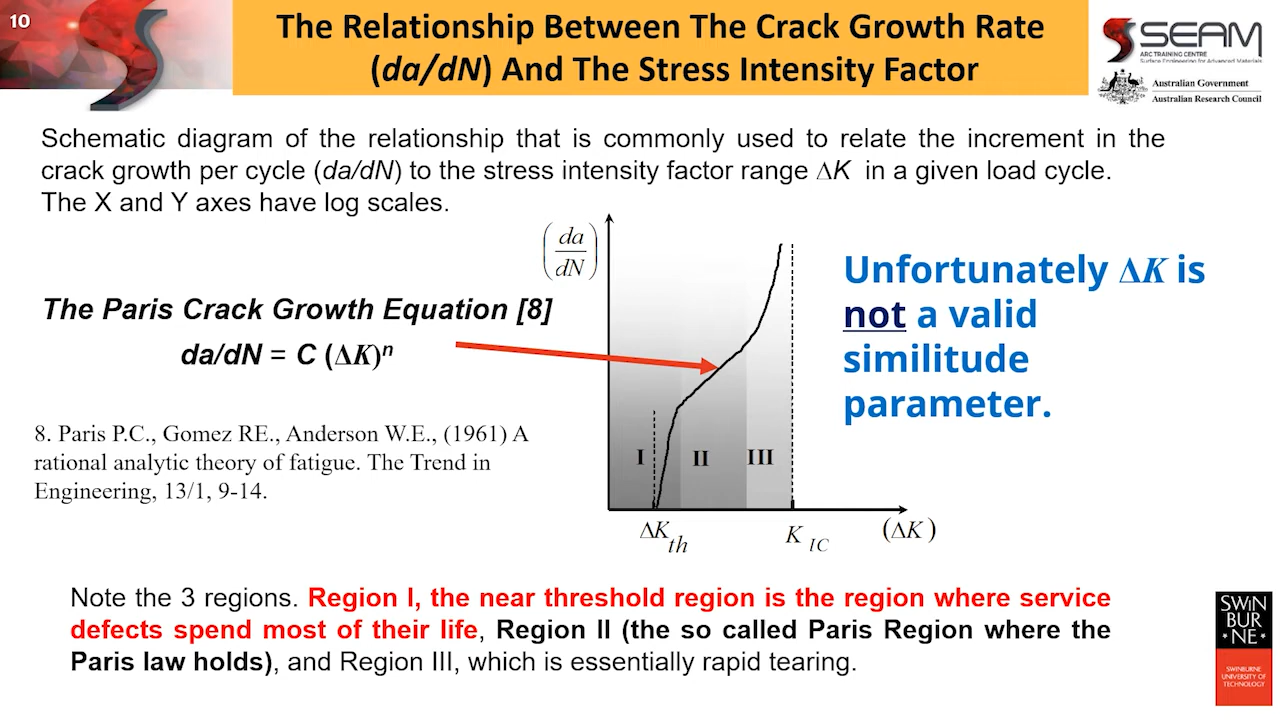 10
The Relationship Between The Crack Growth Rate
(da/dN) And The Stress Intensity Factor
SEAM
ARC TRAINING CENTRE
Surface Engineering for Advanced Materials
Australian Government
Australian Research Council
Schematic diagram of the relationship that is commonly used to relate the increment in the
crack growth per cycle (da/dN) to the stress intensity factor range ΔK in a given load cycle.
The X and Y axes have log scales.
(da/dN)
The Paris Crack Growth Equation [8]
da/dN = C (ΔK)ⁿ
Unfortunately ΔK is
not a valid
similitude
parameter.
8. Paris P.C., Gomez RE., Anderson W.E., (1961) A
rational analytic theory of fatigue. The Trend in
Engineering, 13/1, 9-14.
I II III
ΔK th K IC (ΔK)
Note the 3 regions. Region I, the near threshold region is the region where service
defects spend most of their life, Region II (the so called Paris Region where the
Paris law holds), and Region III, which is essentially rapid tearing.
SWIN
BUR
*NE*
SWINBURNE
UNIVERSITY OF
TECHNOLOGY